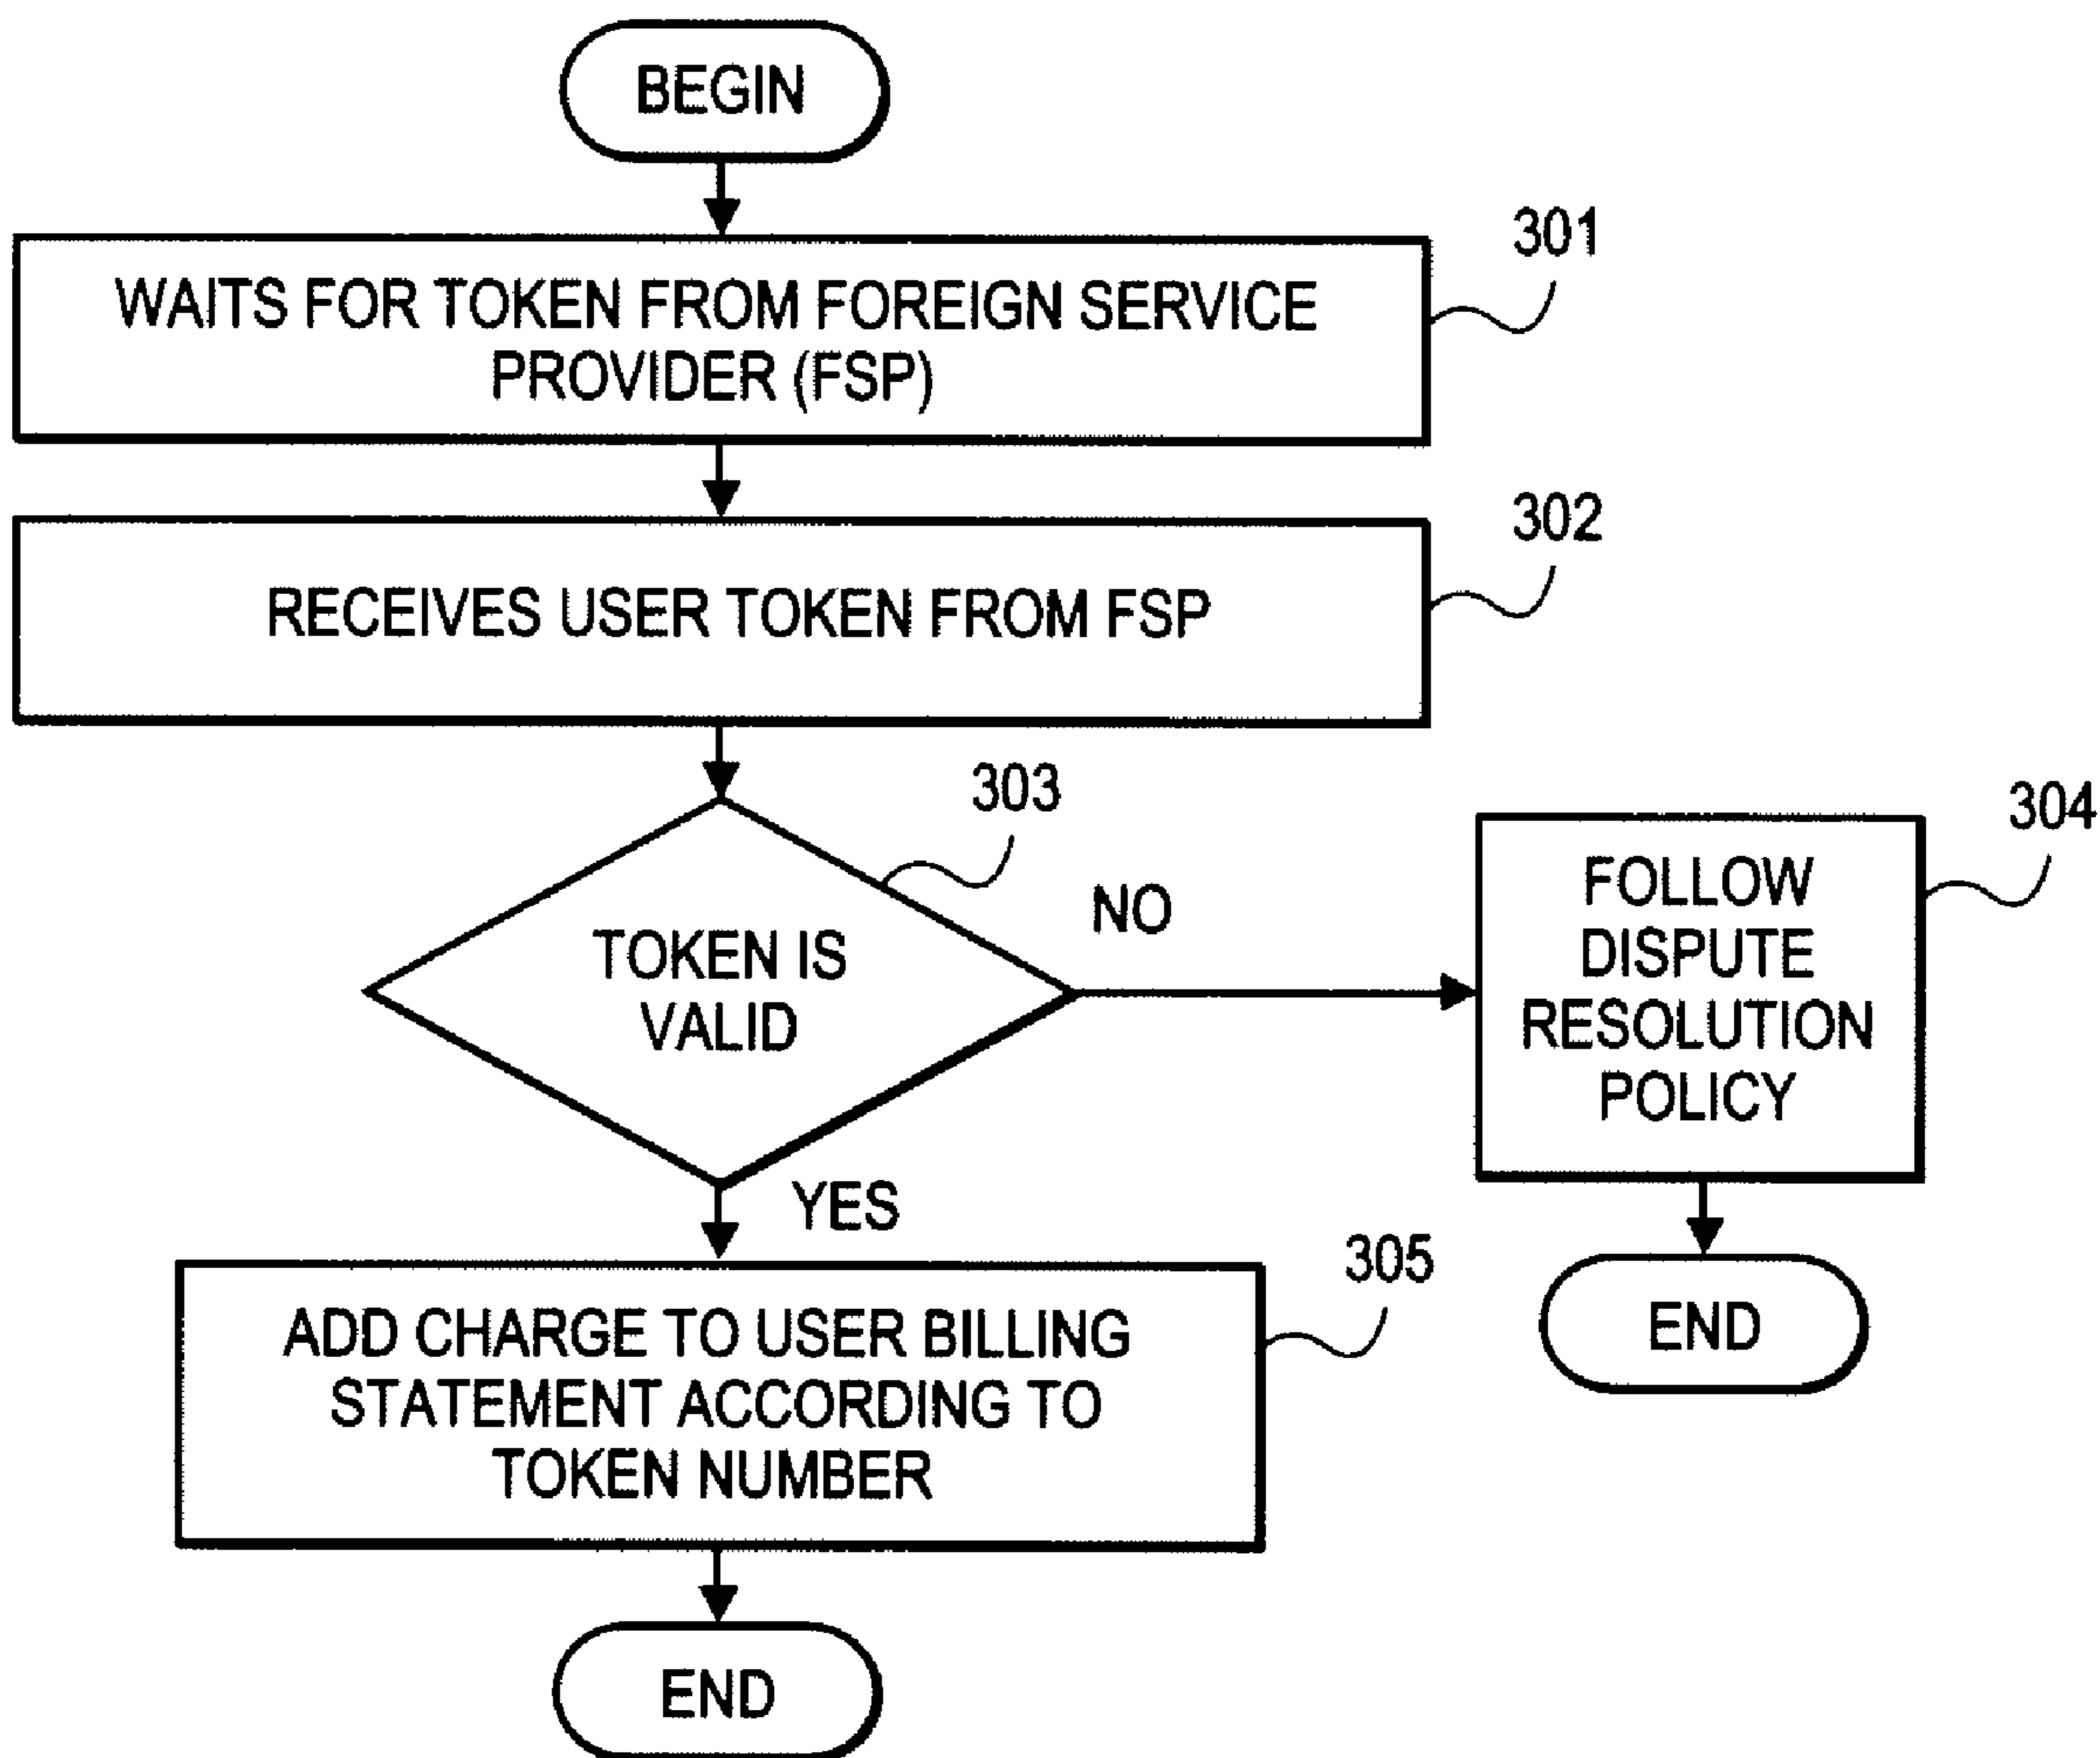 BEGIN
301
WAITS FOR TOKEN FROM FOREIGN SERVICE
PROVIDER (FSP)
302
RECEIVES USER TOKEN FROM FSP
303
TOKEN IS
VALID
NO
304
FOLLOW
DISPUTE
RESOLUTION
POLICY
END
YES
305
ADD CHARGE TO USER BILLING
STATEMENT ACCORDING TO
TOKEN NUMBER
END